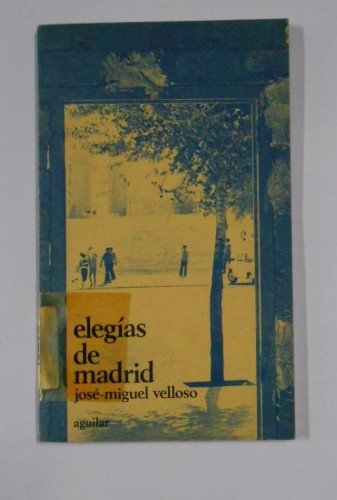 elegías
de
madrid
josé-miguel velloso
aguilar